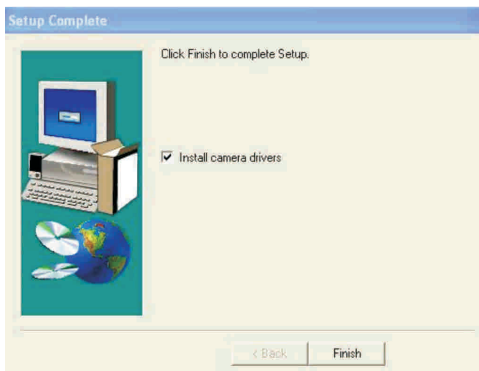 Setup Complete
Click Finish to complete Setup.
Install camera drivers
< Back
Finish